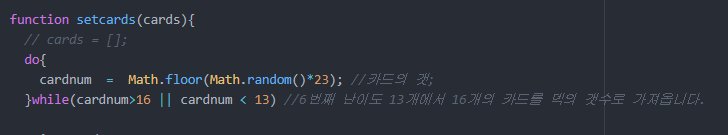 function setcards(cards){
// cards = [];
do{
cardnum = Math.floor(Math.random()*23); //카드의 갯;
}while(cardnum>16 || cardnum < 13) //6번째 난이도 13개에서 16개의 카드를 덱의 갯수로 가져옵니다.